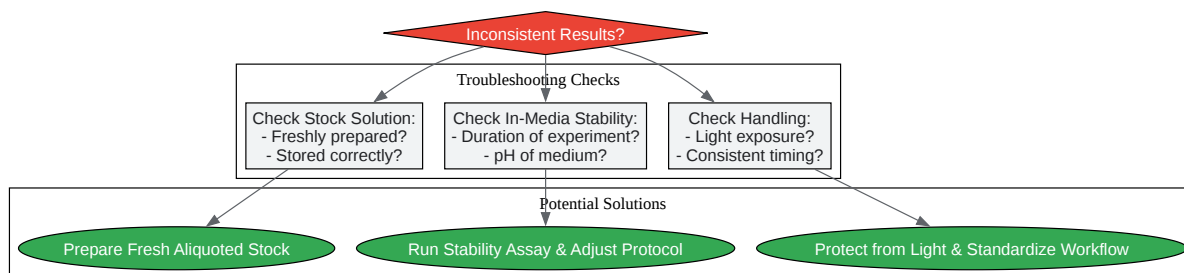 Inconsistent Results?
Troubleshooting Checks
Check Stock Solution:
- Freshly prepared?
- Stored correctly?
Check In-Media Stability:
- Duration of experiment?
- pH of medium?
Check Handling:
- Light exposure?
- Consistent timing?
Potential Solutions
Prepare Fresh Aliquoted Stock
Run Stability Assay & Adjust Protocol
Protect from Light & Standardize Workflow